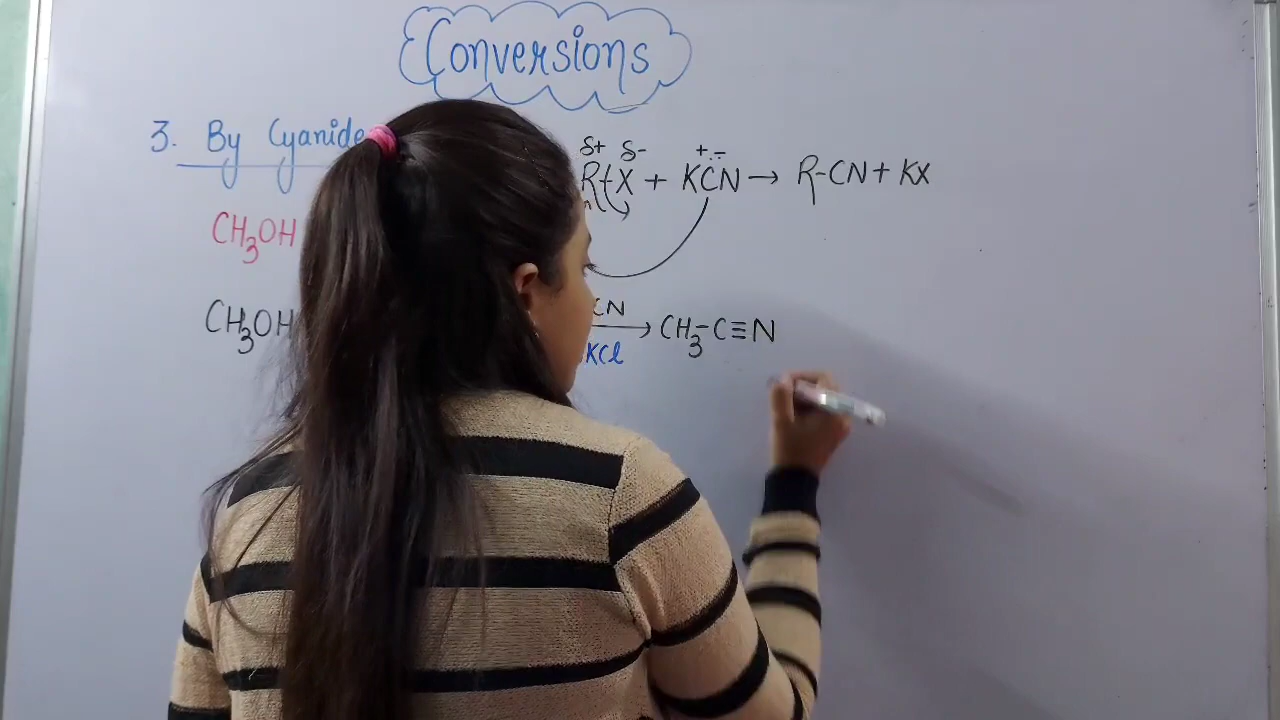 Conversions
3. By Cyanide
δ+ δ- + :-
R-X + KCN → R-CN + KX
CH3OH
CH3OH CN → CH3-C≡N
KCl